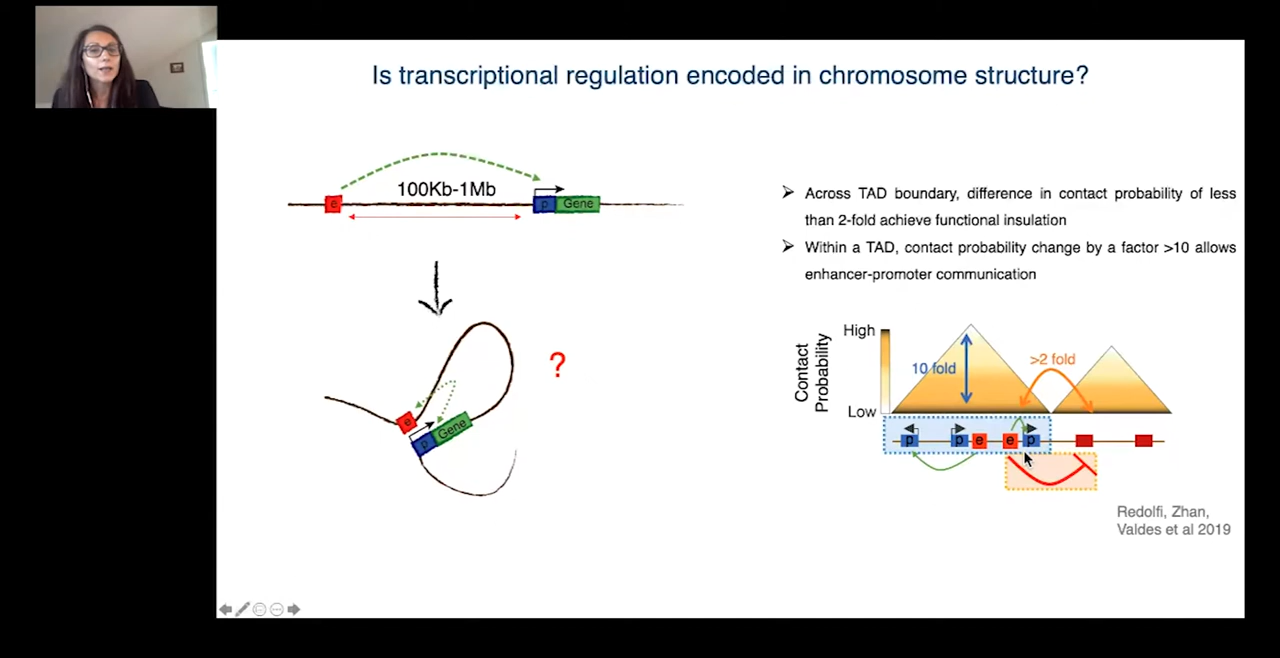 Is transcriptional regulation encoded in chromosome structure?
e
100Kb-1Mb
p
Gene
e
p
Gene
?
➢ Across TAD boundary, difference in contact probability of less
than 2-fold achieve functional insulation
➢ Within a TAD, contact probability change by a factor >10 allows
enhancer-promoter communication
Contact
Probability
High
Low
10 fold
>2 fold
p p e e p
Redolfi, Zhan,
Valdes et al 2019